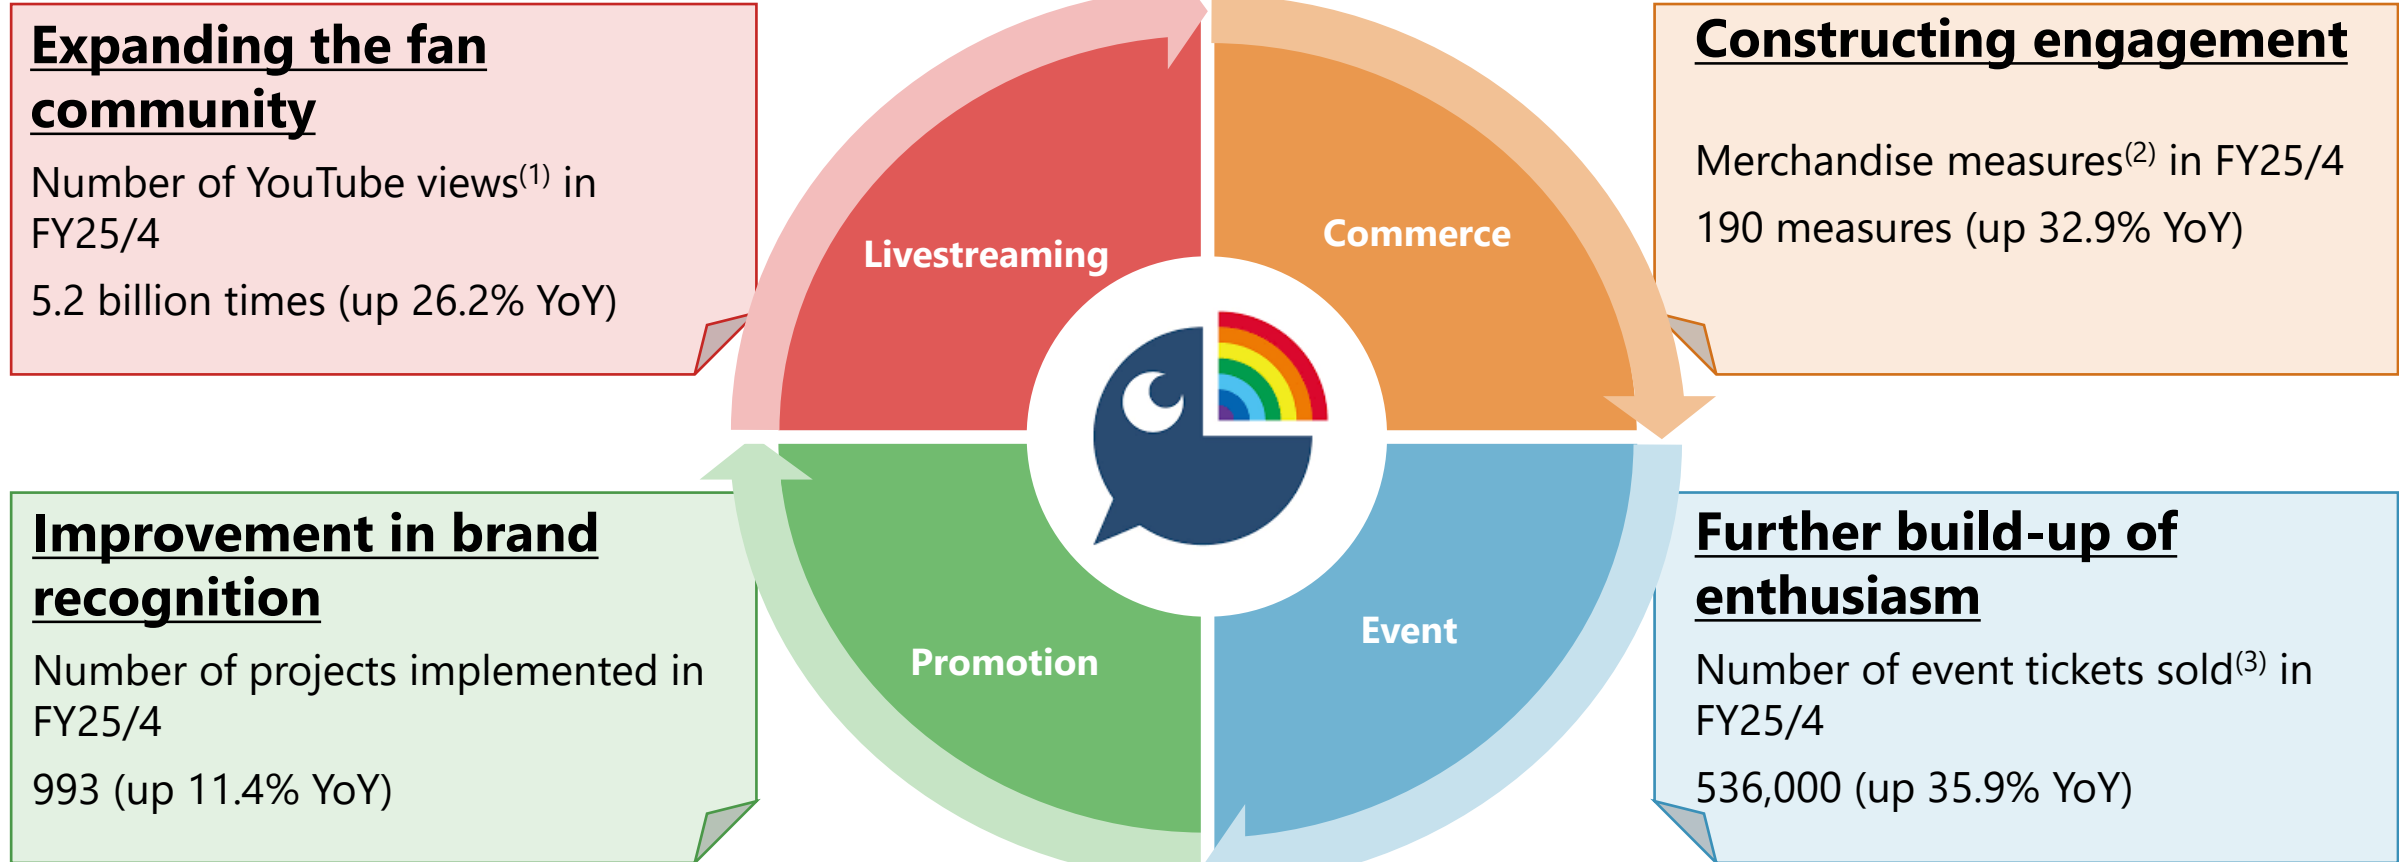 Expanding the fan
community
Number of YouTube views(1) in
FY25/4
5.2 billion times (up 26.2% YoY)
Constructing engagement
Merchandise measures(2) in FY25/4
190 measures (up 32.9% YoY)
Livestreaming
Commerce
Promotion
Event
Improvement in brand
recognition
Number of projects implemented in
FY25/4
993 (up 11.4% YoY)
Further build-up of
enthusiasm
Number of event tickets sold(3) in
FY25/4
536,000 (up 35.9% YoY)